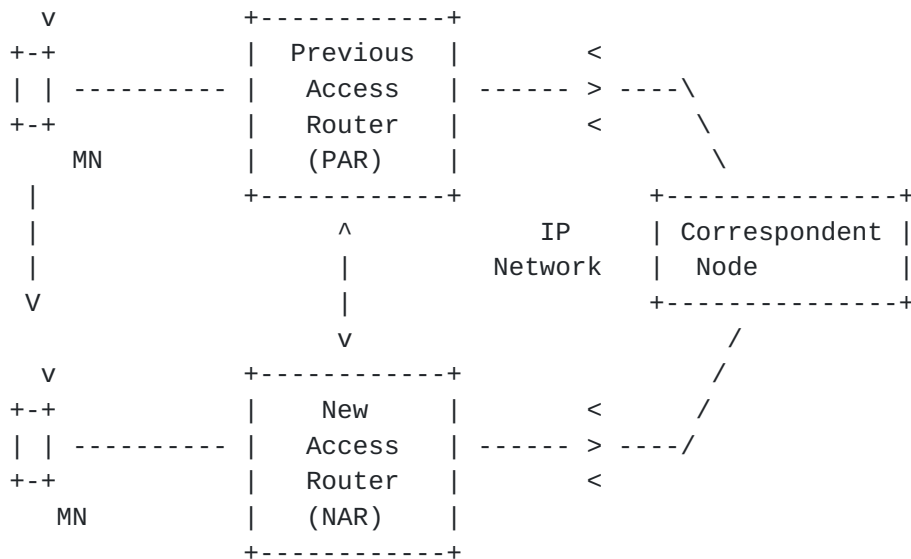 v +------------+
+-+ | Previous | <
| | ---------- | Access | ------ > ----\
+-+ | Router | < \
MN | (PAR) | \
| +------------+ +---------------+
| ^ IP | Correspondent |
| | Network | Node |
V | +---------------+
v /
v +------------+ /
+-+ | New | < /
| | ---------- | Access | ------ > ----/
+-+ | Router | <
MN | (NAR) |
+------------+